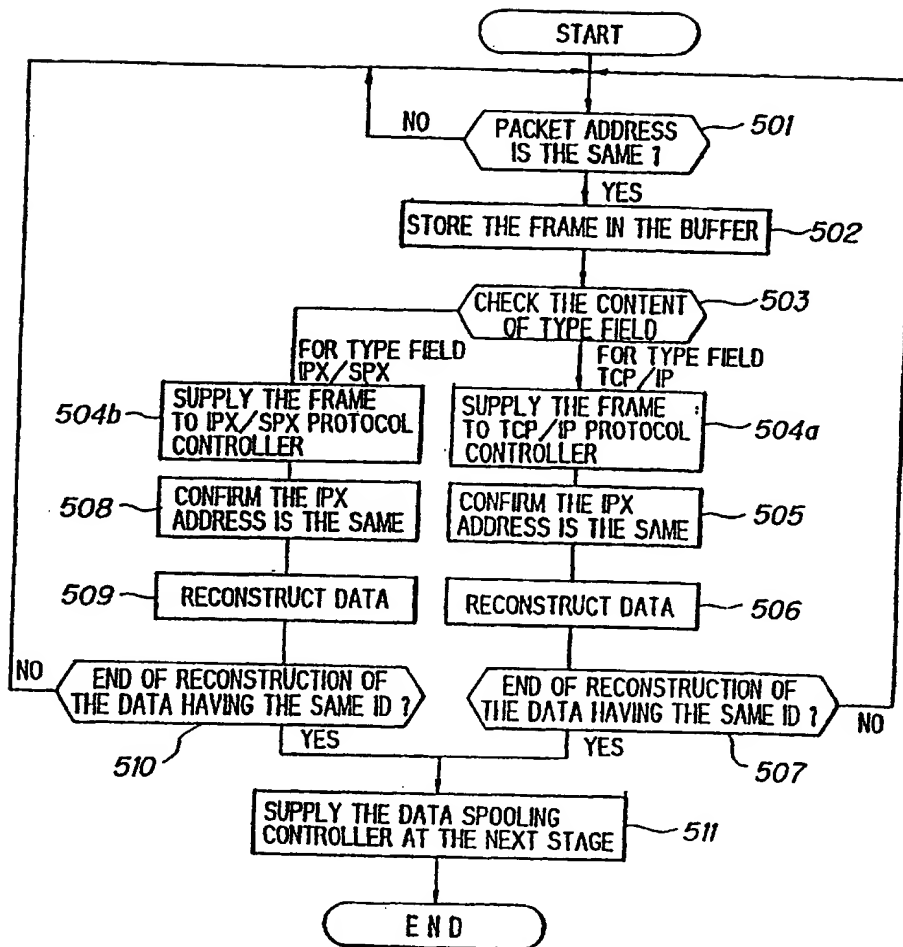 START
NO
PACKET ADDRESS
IS THE SAME ?
501
YES
STORE THE FRAME IN THE BUFFER
502
CHECK THE CONTENT
OF TYPE FIELD
503
FOR TYPE FIELD
IPX/SPX
FOR TYPE FIELD
TCP/IP
504b
SUPPLY THE FRAME
TO IPX/SPX PROTOCOL
CONTROLLER
SUPPLY THE FRAME
TO TCP/IP PROTOCOL
CONTROLLER
504a
508
CONFIRM THE IPX
ADDRESS IS THE SAME
CONFIRM THE IPX
ADDRESS IS THE SAME
505
509
RECONSTRUCT DATA
RECONSTRUCT DATA
506
NO
END OF RECONSTRUCTION OF
THE DATA HAVING THE SAME ID ?
END OF RECONSTRUCTION OF
THE DATA HAVING THE SAME ID ?
NO
510
YES
YES
507
SUPPLY THE DATA SPOOLING
CONTROLLER AT THE NEXT STAGE
511
END